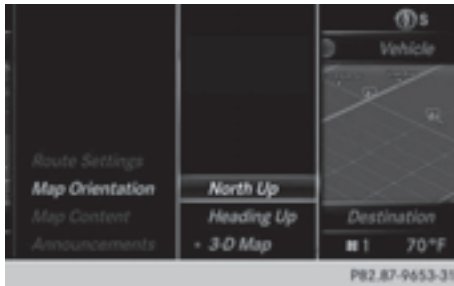 S
Vehicle
Route Settings
Map Orientation
North Up
Map Content
Heading Up
Destination
Announcements
• 3-D Map
1
70°F
P82.87-9653-31